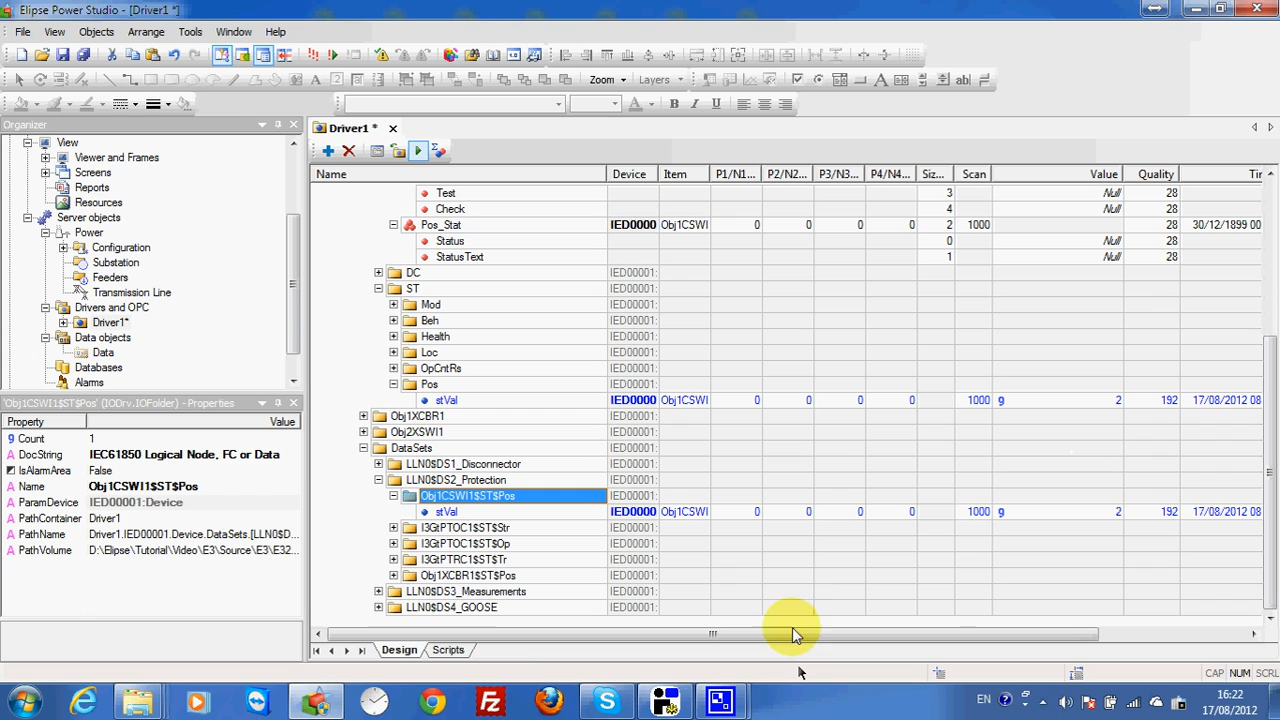 Elipse Power Studio - [Driver1 *]
File View Objects Arrange Tools Window Help
Zoom Layers
Organizer
Driver1 *
View
Viewer and Frames
Screens
Reports
Resources
Server objects
Power
Configuration
Substation
Feeders
Transmission Line
Drivers and OPC
Driver1*
Data objects
Data
Databases
Alarms
'Obj1CSWI1$ST$Pos' (IODrv.IOFolder) - Properties
Property Value
Count 1
DocString IEC61850 Logical Node, FC or Data
IsAlarmArea False
Name Obj1CSWI1$ST$Pos
ParamDevice IED00001:Device
PathContainer Driver1
PathName Driver1.IED00001.Device.DataSets.[LLN0$D...
PathVolume D:\Elipse\Tutorial\Video\E3\Source\E3\E32...
Name Device Item P1/N1... P2/N2... P3/N3... P4/N4... Siz... Scan Value Quality Tir
Test 3 Null 28
Check 4 Null 28
Pos_Stat IED0000 Obj1CSWI 0 0 0 0 2 1000 28 30/12/1899 00
Status 0 Null 28
StatusText 1 Null 28
DC IED00001:
ST IED00001:
Mod IED00001:
Beh IED00001:
Health IED00001:
Loc IED00001:
OpCntRs IED00001:
Pos IED00001:
stVal IED0000 Obj1CSWI 0 0 0 0 1000 9 2 192 17/08/2012 08
Obj1XCBR1 IED00001:
Obj2XSWI1 IED00001:
DataSets IED00001:
LLN0$DS1_Disconnector IED00001:
LLN0$DS2_Protection IED00001:
Obj1CSWI1$ST$Pos IED00001:
stVal IED0000 Obj1CSWI 0 0 0 0 1000 9 2 192 17/08/2012 08
I3GtPTOC1$ST$Str IED00001:
I3GtPTOC1$ST$Op IED00001:
I3GtPTRC1$ST$Tr IED00001:
Obj1XCBR1$ST$Pos IED00001:
LLN0$DS3_Measurements IED00001:
LLN0$DS4_GOOSE IED00001:
Design Scripts
CAP NUM SCRL
EN
16:22
17/08/2012